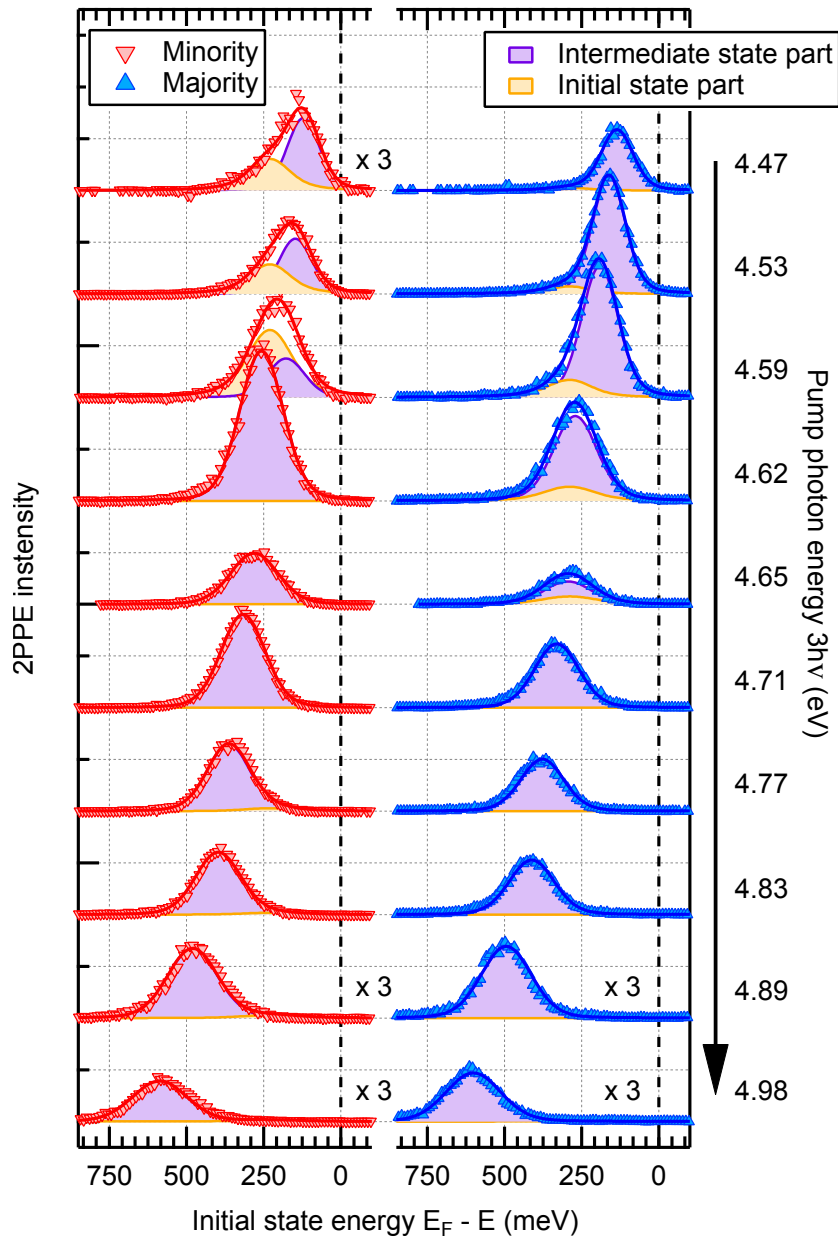 Minority
Majority
Intermediate state part
Initial state part
x 3
4.47
4.53
4.59
4.62
4.65
4.71
4.77
4.83
x 3
x 3
4.89
x 3
x 3
4.98
2PPE instensity
Pump photon energy 3hν (eV)
750 500 250 0
750 500 250 0
Initial state energy EF - E (meV)